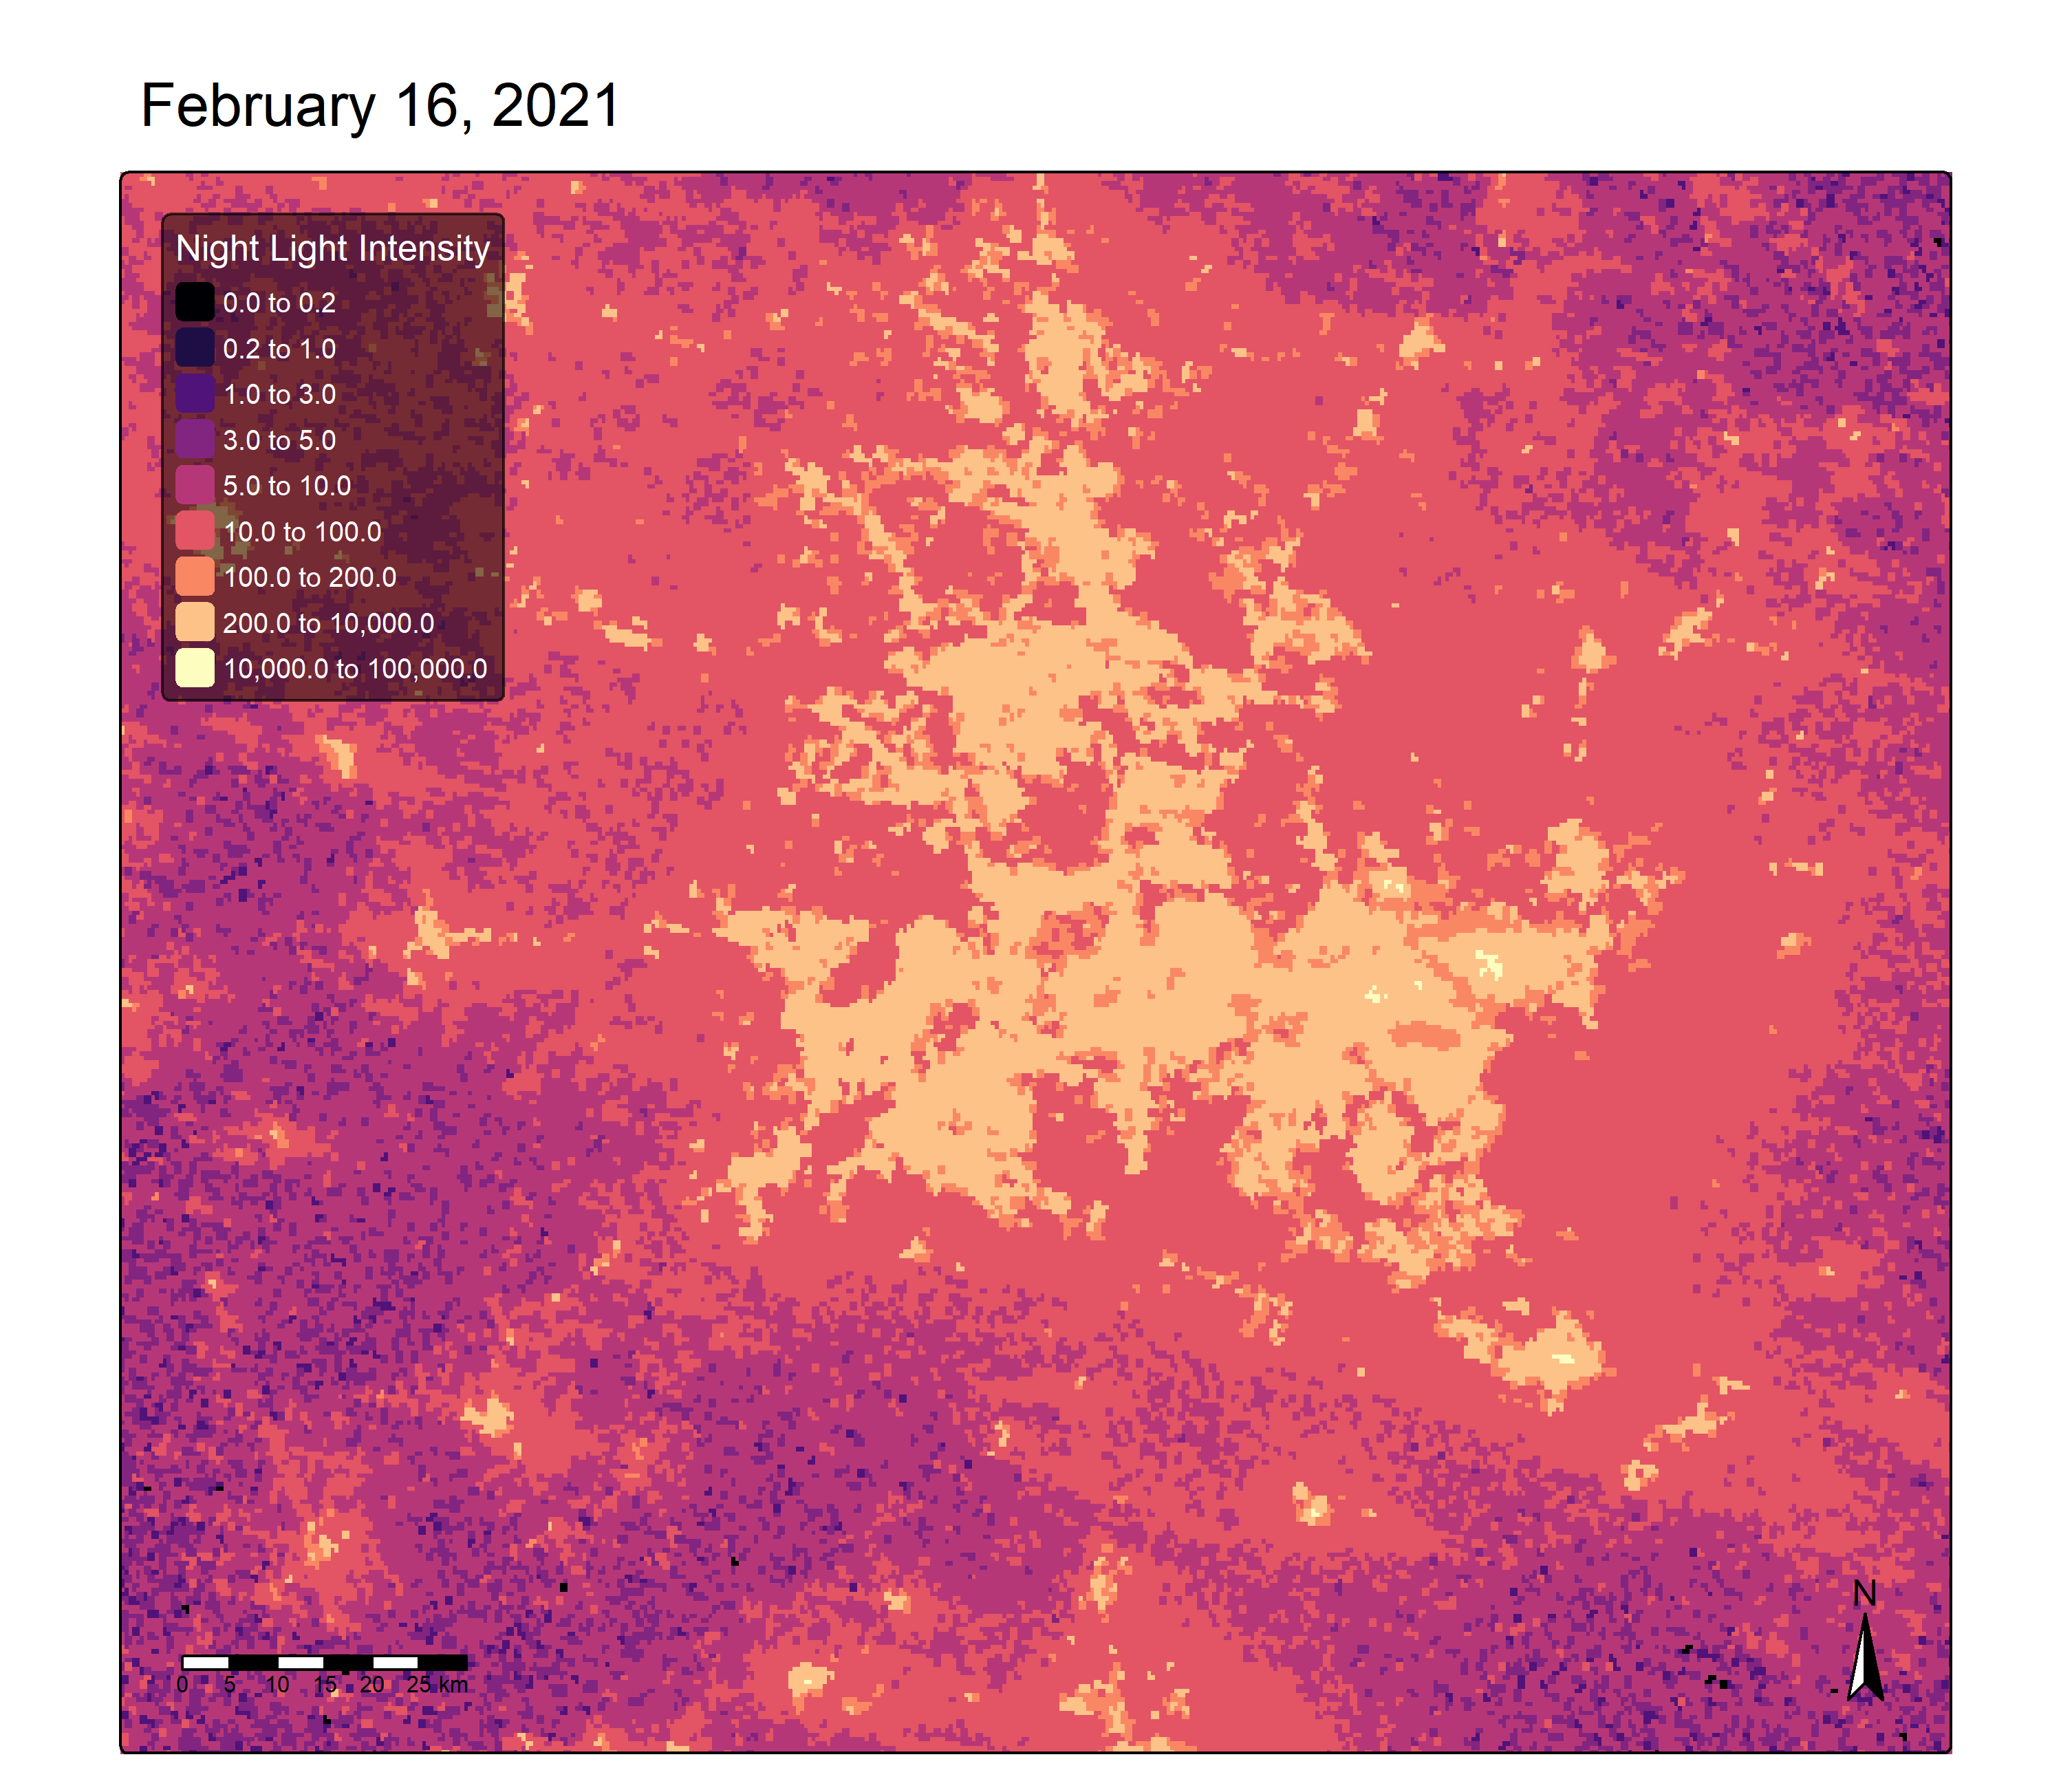 February 16, 2021
Night Light Intensity
0.0 to 0.2
0.2 to 1.0
1.0 to 3.0
3.0 to 5.0
5.0 to 10.0
10.0 to 100.0
100.0 to 200.0
200.0 to 10,000.0
10,000.0 to 100,000.0
N
0 5 10 15 20 25 km